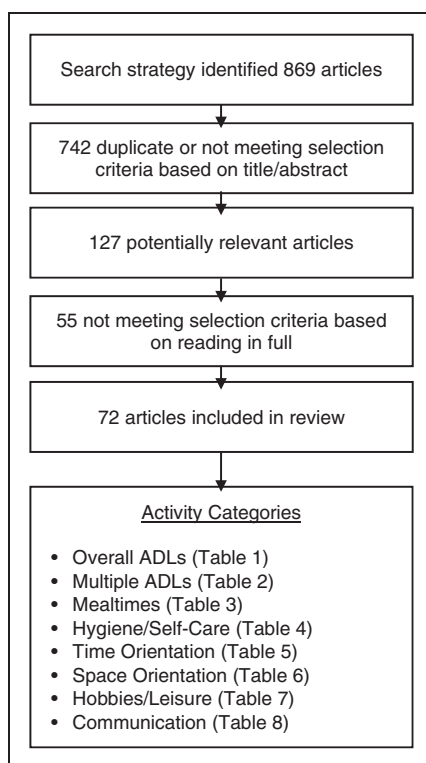 Search strategy identified 869 articles
742 duplicate or not meeting selection
criteria based on title/abstract
127 potentially relevant articles
55 not meeting selection criteria based
on reading in full
72 articles included in review
Activity Categories
• Overall ADLs (Table 1)
• Multiple ADLs (Table 2)
• Mealtimes (Table 3)
• Hygiene/Self-Care (Table 4)
• Time Orientation (Table 5)
• Space Orientation (Table 6)
• Hobbies/Leisure (Table 7)
• Communication (Table 8)